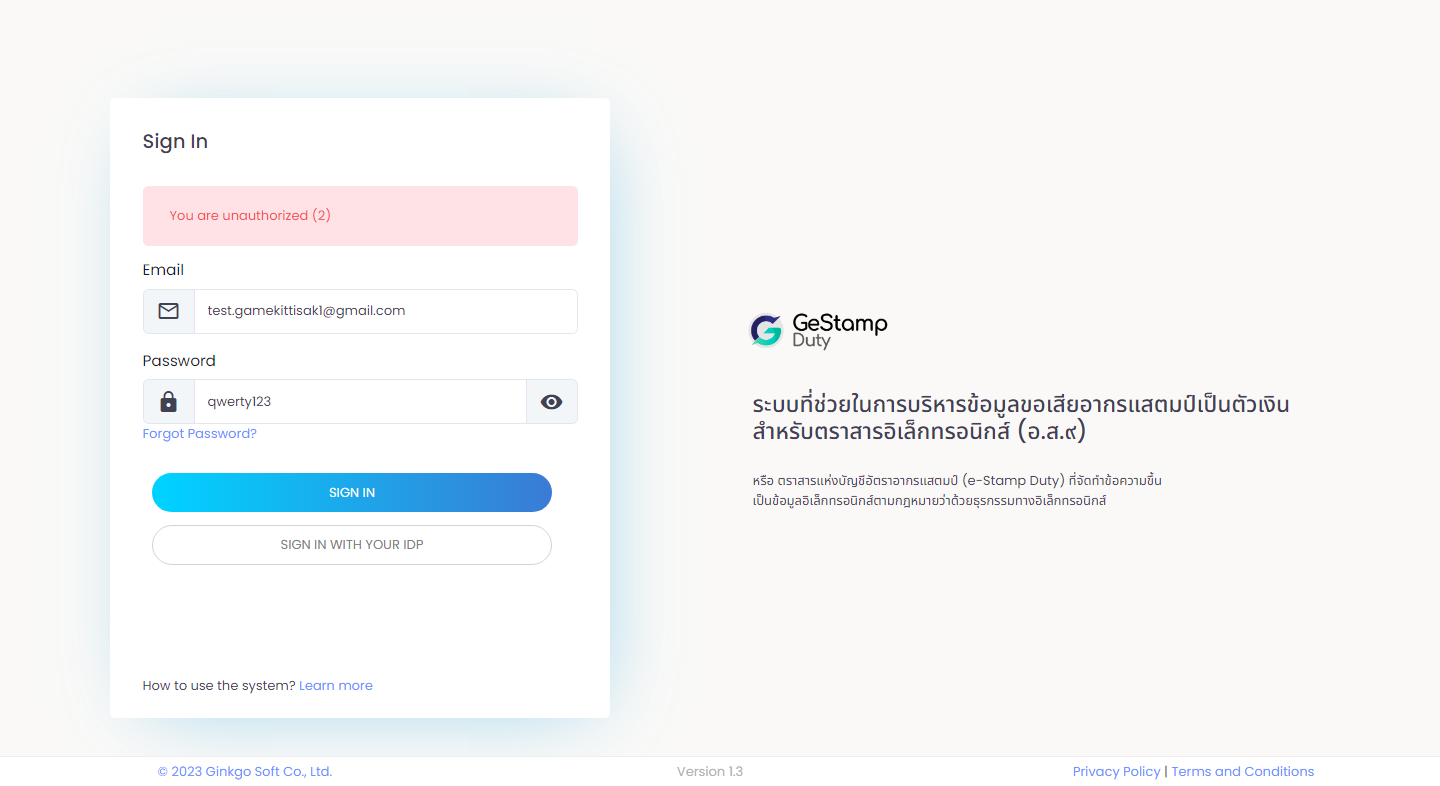 Sign In
You are unauthorized (2)
Email
test.gamekittisak1@gmail.com
Password
qwerty123
Forgot Password?
SIGN IN
SIGN IN WITH YOUR IDP
How to use the system? Learn more
GeStamp
Duty
ระบบที่ช่วยในการบริหารข้อมูลขอเสียอากรแสตมป์เป็นตัวเงิน
สำหรับตราสารอิเล็กทรอนิกส์ (อ.ส.๙)
หรือ ตราสารแห่งบัญชีอัตราอากรแสตมป์ (e-Stamp Duty) ที่จัดทำข้อความขึ้น
เป็นข้อมูลอิเล็กทรอนิกส์ตามกฎหมายว่าด้วยธุรกรรมทางอิเล็กทรอนิกส์
© 2023 Ginkgo Soft Co., Ltd.
Version 1.3
Privacy Policy | Terms and Conditions